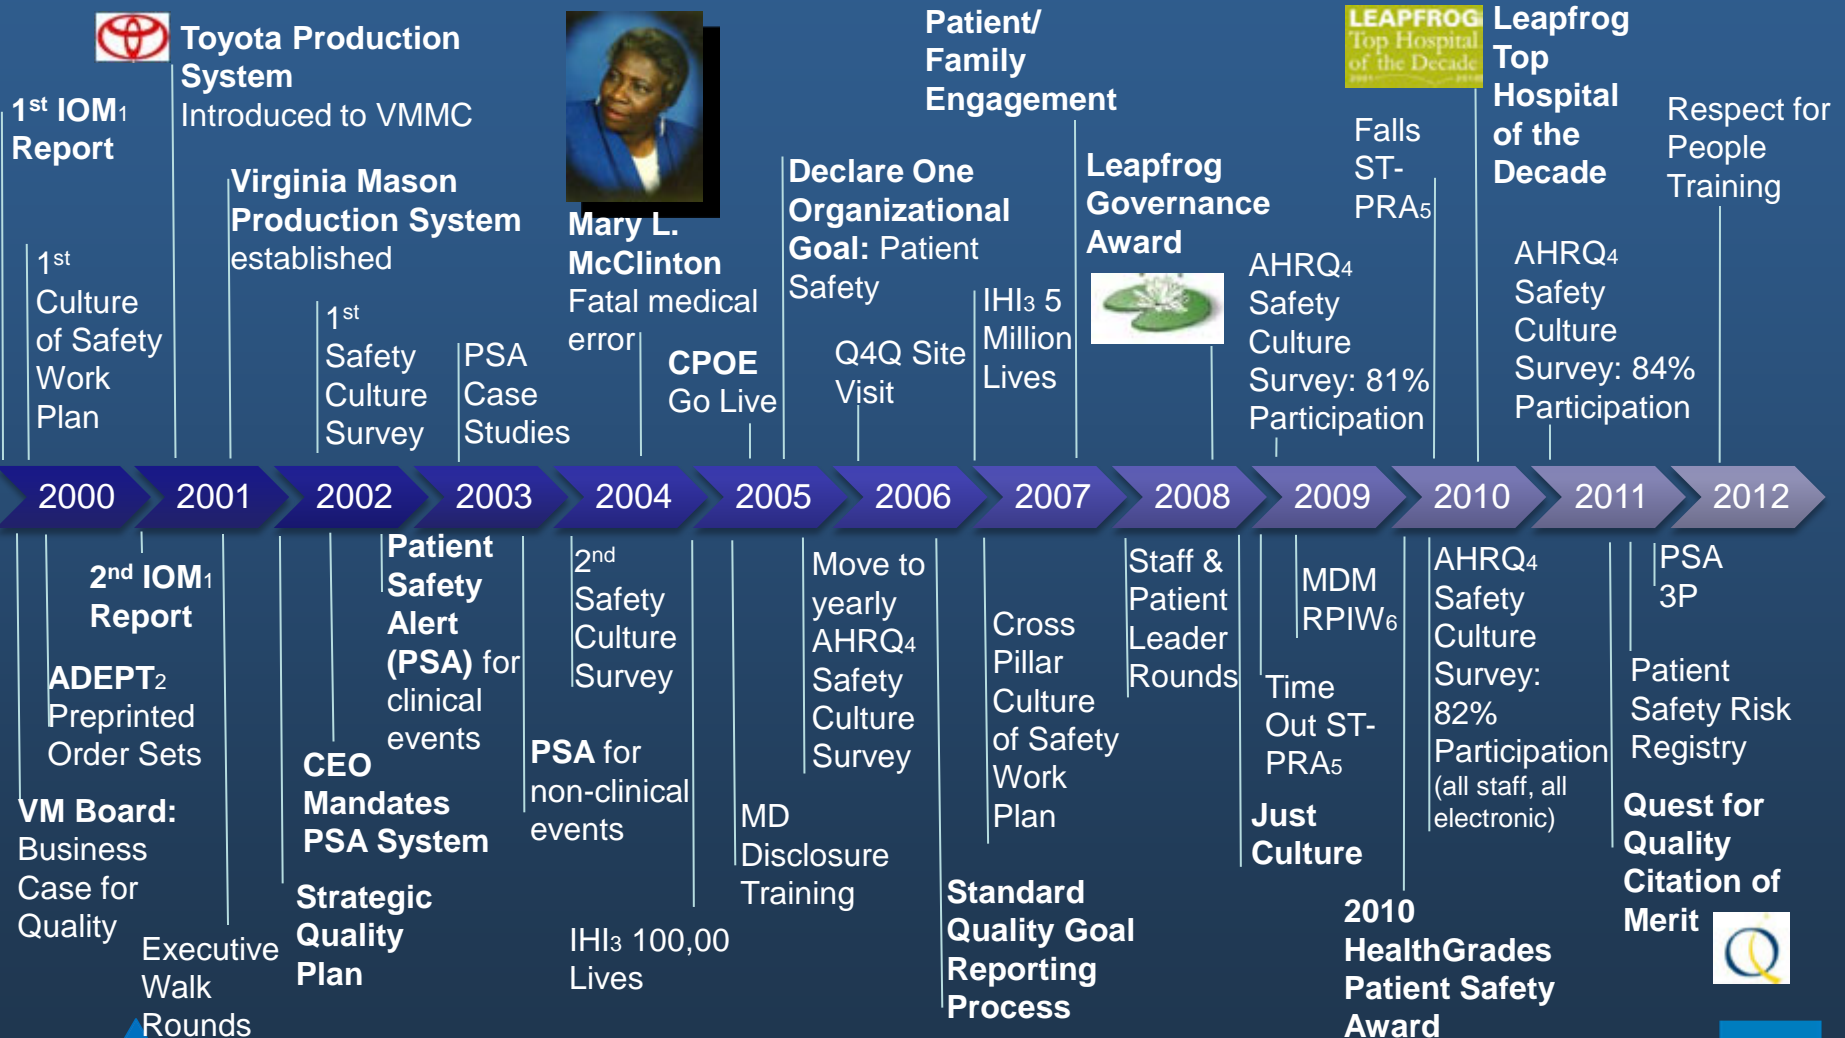 Toyota Production
System
Introduced to VMMC
1st IOM1
Report
Virginia Mason
Production System
established
1st
Culture
of Safety
Work
Plan
1st
Safety
Culture
Survey
PSA
Case
Studies
Mary L.
McClinton
Fatal medical
error
CPOE
Go Live
Declare One
Organizational
Goal: Patient
Safety
Q4Q Site
Visit
Patient/
Family
Engagement
IHI3 5
Million
Lives
Leapfrog
Governance
Award
AHRQ4
Safety
Culture
Survey: 81%
Participation
LEAPFROG
Top Hospital
of the Decade
Falls
ST-
PRA5
Leapfrog
Top
Hospital
of the
Decade
AHRQ4
Safety
Culture
Survey: 84%
Participation
Respect for
People
Training
2000 2001 2002 2003 2004 2005 2006 2007 2008 2009 2010 2011 2012
2nd IOM1
Report
ADEPT2
Preprinted
Order Sets
VM Board:
Business
Case for
Quality
Executive
Walk
Rounds
Patient
Safety
Alert
(PSA) for
clinical
events
CEO
Mandates
PSA System
Strategic
Quality
Plan
2nd
Safety
Culture
Survey
PSA for
non-clinical
events
IHI3 100,00
Lives
MD
Disclosure
Training
Move to
yearly
AHRQ4
Safety
Culture
Survey
Standard
Quality Goal
Reporting
Process
Cross
Pillar
Culture
of Safety
Work
Plan
Staff &
Patient
Leader
Rounds
Just
Culture
Time
Out ST-
PRA5
MDM
RPIW6
2010
HealthGrades
Patient Safety
Award
AHRQ4
Safety
Culture
Survey:
82%
Participation
(all staff, all
electronic)
PSA
3P
Patient
Safety Risk
Registry
Quest for
Quality
Citation of
Merit